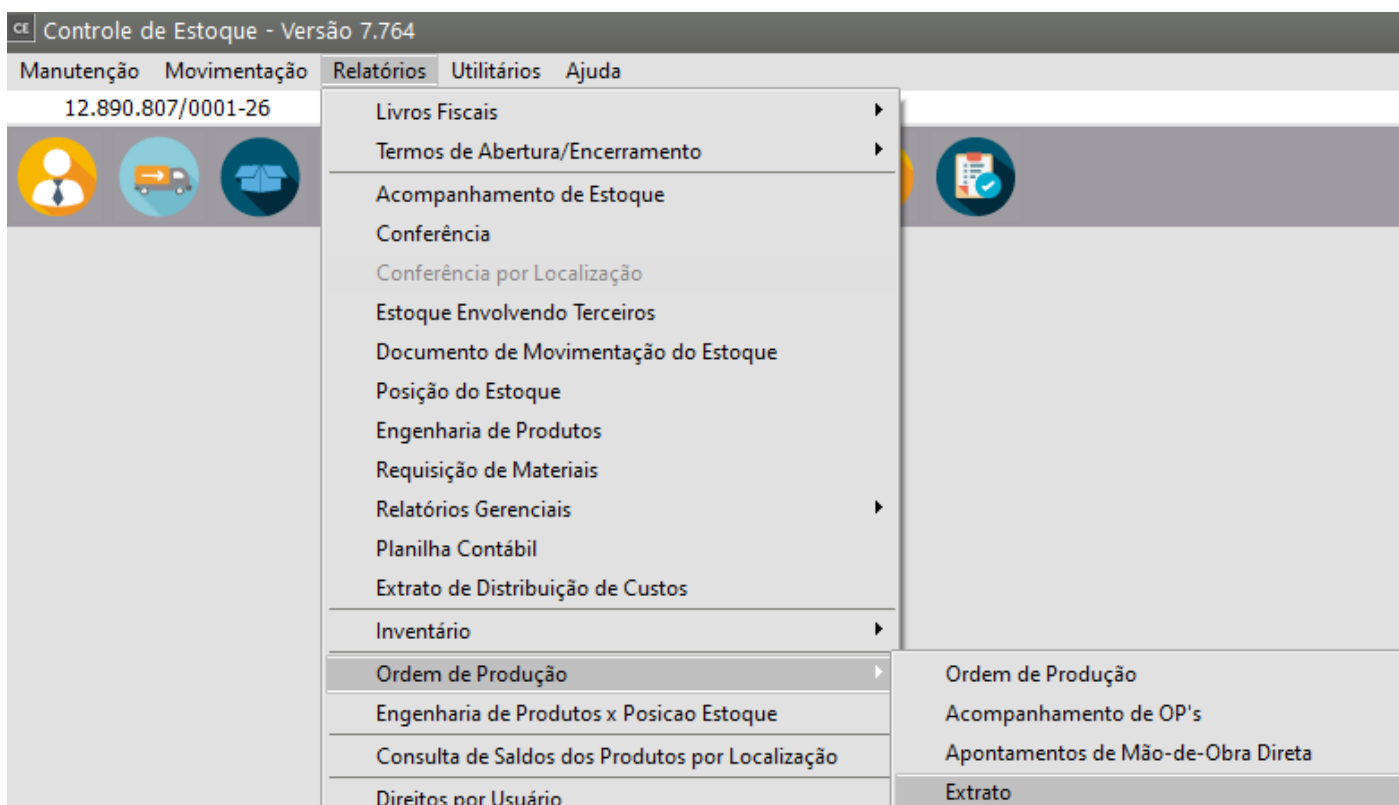 CE Controle de Estoque - Versão 7.764
Manutenção Movimentação Relatórios Utilitários Ajuda
12.890.807/0001-26
Livros Fiscais
Termos de Abertura/Encerramento
Acompanhamento de Estoque
Conferência
Conferência por Localização
Estoque Envolvendo Terceiros
Documento de Movimentação do Estoque
Posição do Estoque
Engenharia de Produtos
Requisição de Materiais
Relatórios Gerenciais
Planilha Contábil
Extrato de Distribuição de Custos
Inventário
Ordem de Produção
Engenharia de Produtos x Posicao Estoque
Consulta de Saldos dos Produtos por Localização
Direitos por Usuário
Ordem de Produção
Acompanhamento de OP's
Apontamentos de Mão-de-Obra Direta
Extrato